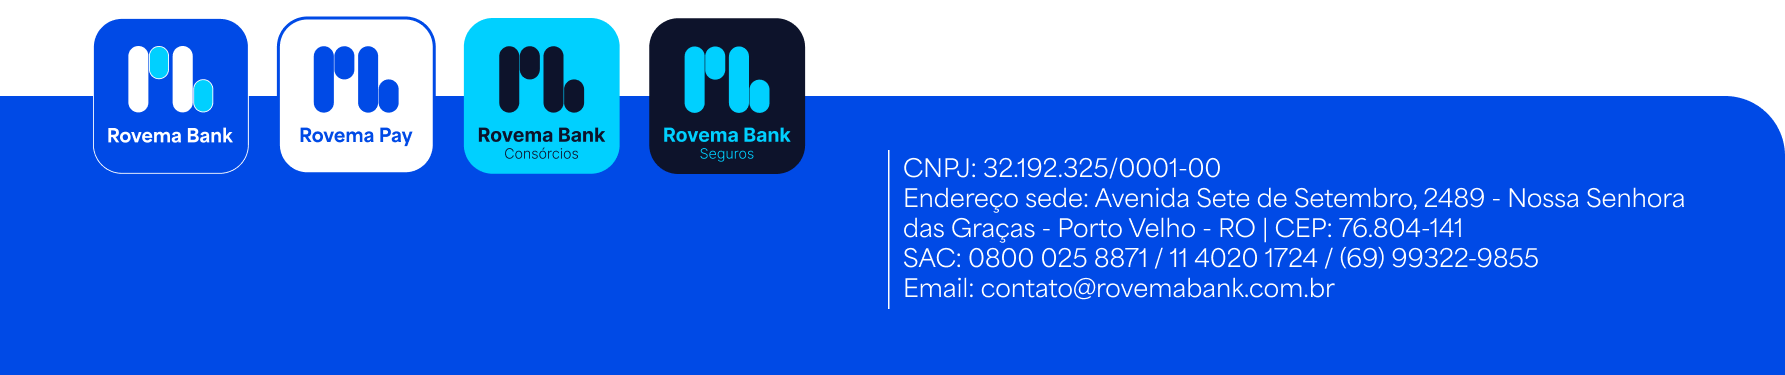 Rovema Bank
Rovema Pay
Rovema Bank
Consórcios
Rovema Bank
Seguros
CNPJ: 32.192.325/0001-00
Endereço sede: Avenida Sete de Setembro, 2489 - Nossa Senhora
das Graças - Porto Velho - RO | CEP: 76.804-141
SAC: 0800 025 8871 / 11 4020 1724 / (69) 99322-9855
Email: contato@rovemabank.com.br